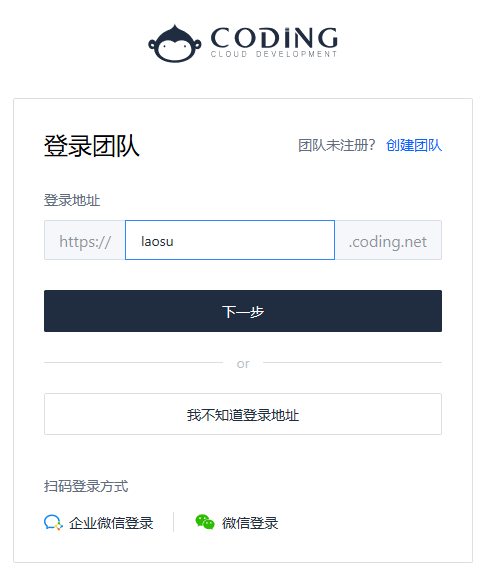 CODING
CLOUD DEVELOPMENT
登录团队
团队未注册? 创建团队
登录地址
https:// laosu .coding.net
下一步
or
我不知道登录地址
扫码登录方式
企业微信登录 微信登录